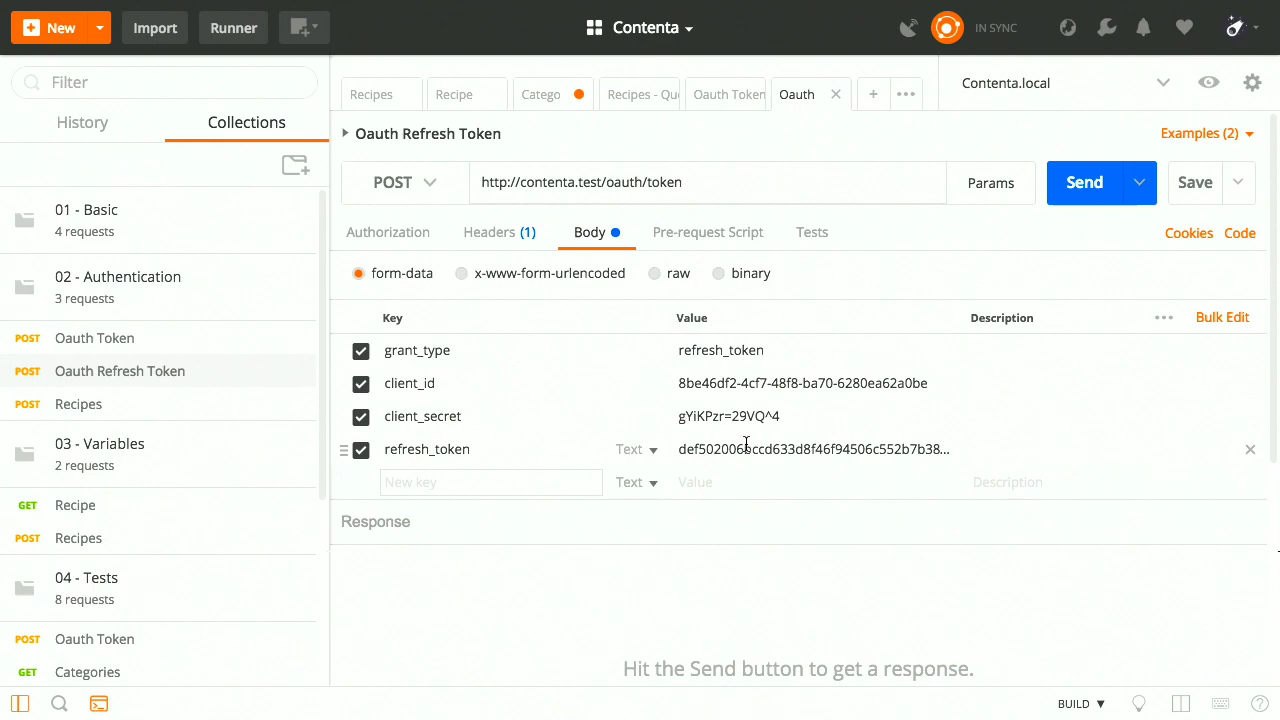 New
Import
Runner
Contenta
IN SYNC
Filter
History
Collections
01 - Basic
4 requests
02 - Authentication
3 requests
POST Oauth Token
POST Oauth Refresh Token
POST Recipes
03 - Variables
2 requests
GET Recipe
POST Recipes
04 - Tests
8 requests
POST Oauth Token
GET Categories
Recipes
Recipe
Catego
Recipes - Qu
Oauth Token
Oauth
+
Contenta.local
Oauth Refresh Token
Examples (2)
POST
http://contenta.test/oauth/token
Params
Send
Save
Authorization
Headers (1)
Body
Pre-request Script
Tests
Cookies
Code
form-data
x-www-form-urlencoded
raw
binary
Key Value Description
Bulk Edit
grant_type refresh_token
client_id 8be46df2-4cf7-48f8-ba70-6280ea62a0be
client_secret gYiKPzr=29VQ^4
refresh_token Text def502006bccd633d8f46f94506c552b7b38...
New key Text Value Description
Response
Hit the Send button to get a response.
BUILD